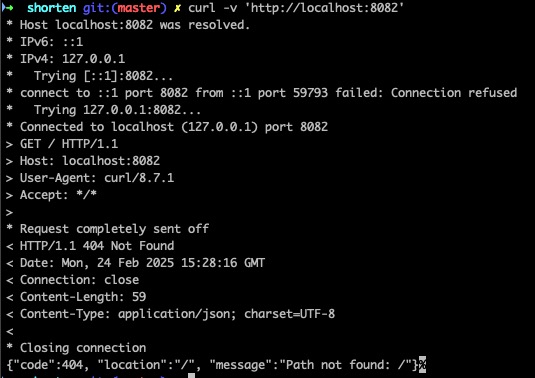 → shorten git:(master) ✗ curl -v 'http://localhost:8082'
* Host localhost:8082 was resolved.
* IPv6: ::1
* IPv4: 127.0.0.1
*   Trying [::1]:8082...
* connect to ::1 port 8082 from ::1 port 59793 failed: Connection refused
*   Trying 127.0.0.1:8082...
* Connected to localhost (127.0.0.1) port 8082
> GET / HTTP/1.1
> Host: localhost:8082
> User-Agent: curl/8.7.1
> Accept: */*
>
* Request completely sent off
< HTTP/1.1 404 Not Found
< Date: Mon, 24 Feb 2025 15:28:16 GMT
< Connection: close
< Content-Length: 59
< Content-Type: application/json; charset=UTF-8
<
* Closing connection
{"code":404, "location":"/", "message":"Path not found: /"}%